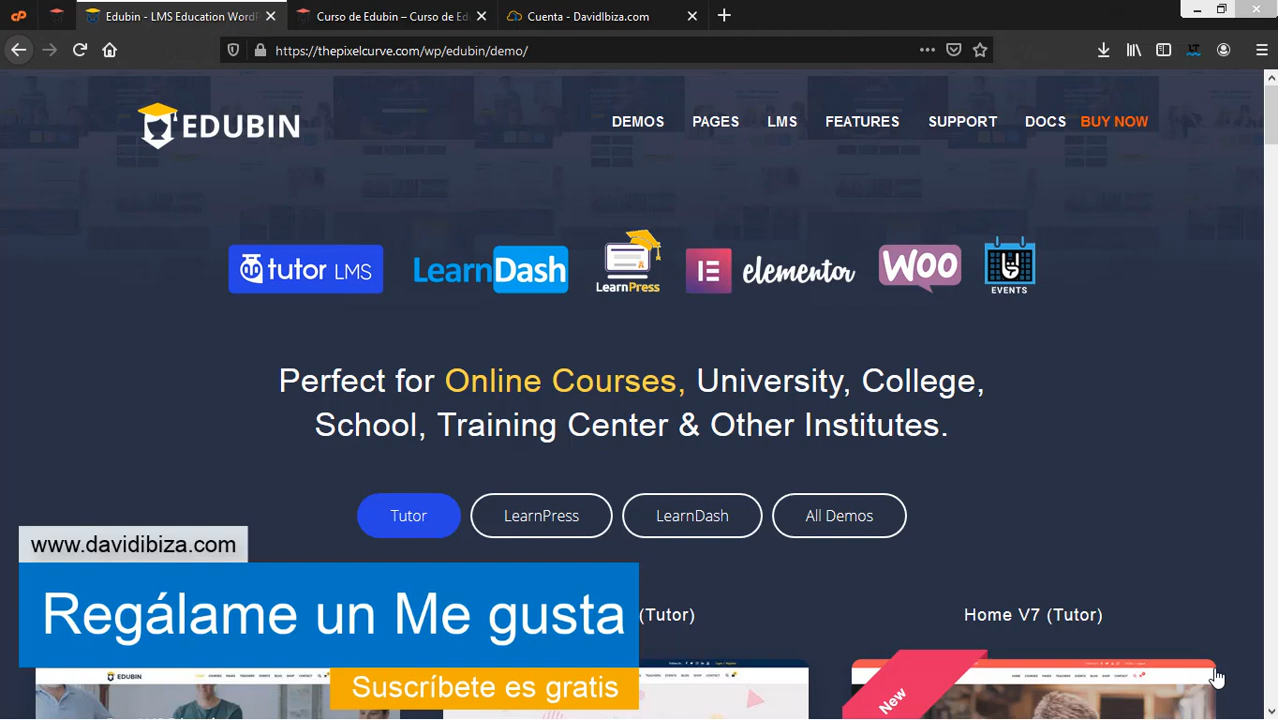 Edubin - LMS Education WordP
Curso de Edubin – Curso de Ed
Cuenta - DavidIbiza.com
https://thepixelcurve.com/wp/edubin/demo/
EDUBIN
DEMOS PAGES LMS FEATURES SUPPORT DOCS BUY NOW
tutor LMS
LearnDash
LearnPress
elementor
WOO
EVENTS
Perfect for Online Courses, University, College,
School, Training Center & Other Institutes.
Tutor LearnPress LearnDash All Demos
www.davidibiza.com
Regálame un Me gusta
Suscríbete es gratis
(Tutor)
Home V7 (Tutor)
EDUBIN
New